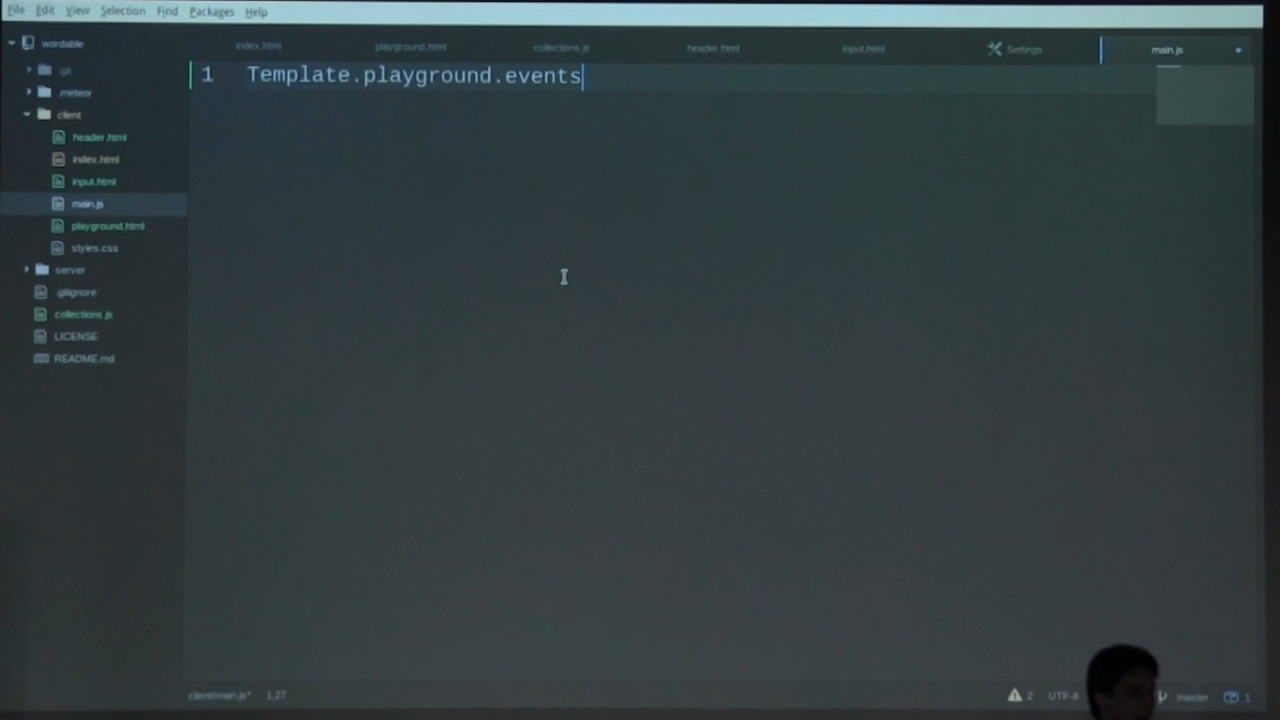 File Edit View Selection Find Packages Help
wordable
.git
.meteor
client
header.html
index.html
input.html
main.js
playground.html
styles.css
server
.gitignore
collections.js
LICENSE
README.md
index.html playground.html collections.js header.html input.html Settings main.js
1 Template.playground.events
client/main.js* 1,27
2 UTF-8 master 1